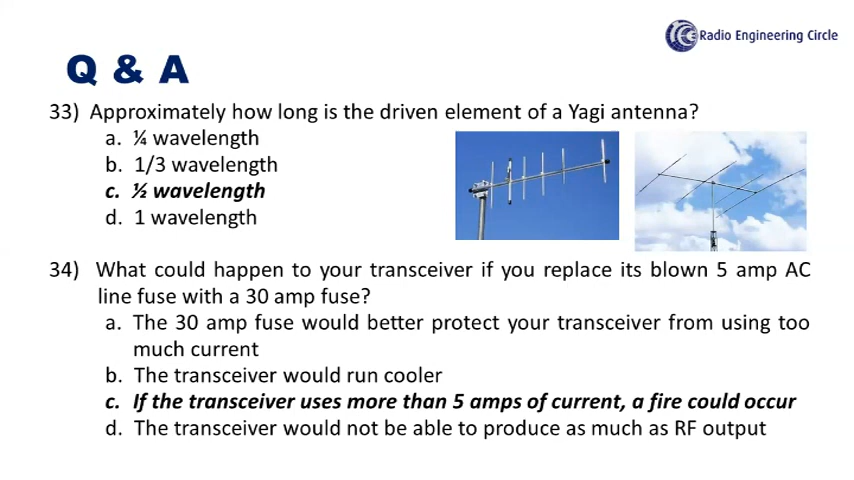 Radio Engineering Circle
Q & A
33) Approximately how long is the driven element of a Yagi antenna?
a. ¼ wavelength
b. 1/3 wavelength
c. ½ wavelength
d. 1 wavelength
34) What could happen to your transceiver if you replace its blown 5 amp AC
line fuse with a 30 amp fuse?
a. The 30 amp fuse would better protect your transceiver from using too
much current
b. The transceiver would run cooler
c. If the transceiver uses more than 5 amps of current, a fire could occur
d. The transceiver would not be able to produce as much as RF output